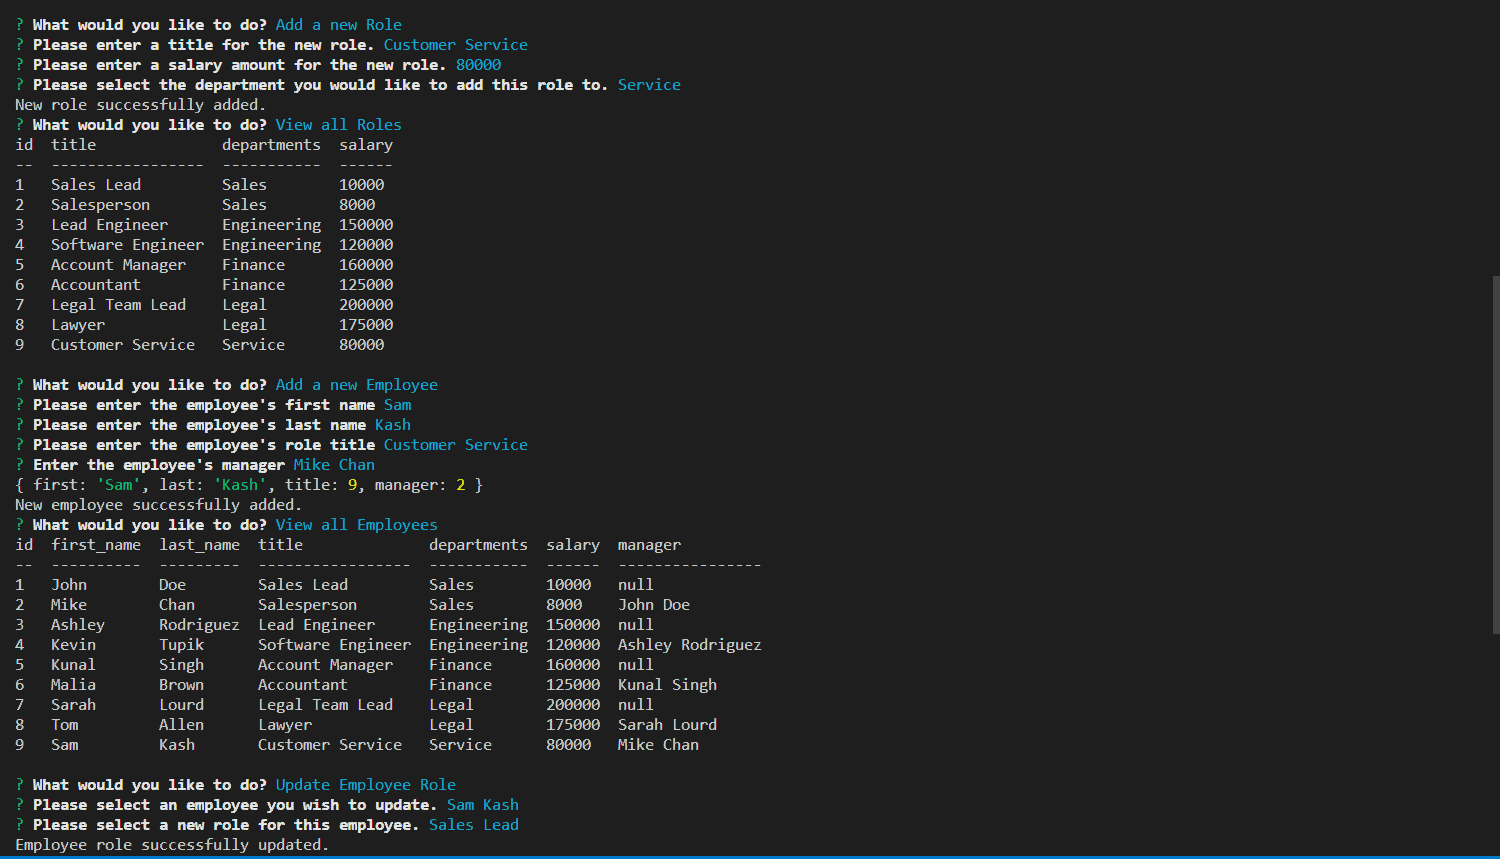 ? What would you like to do? Add a new Role
? Please enter a title for the new role. Customer Service
? Please enter a salary amount for the new role. 80000
? Please select the department you would like to add this role to. Service
New role successfully added.
? What would you like to do? View all Roles
id  title              departments  salary
--  -----------------  -----------  ------
1   Sales Lead         Sales        10000
2   Salesperson        Sales        8000
3   Lead Engineer      Engineering  150000
4   Software Engineer  Engineering  120000
5   Account Manager    Finance      160000
6   Accountant         Finance      125000
7   Legal Team Lead    Legal        200000
8   Lawyer             Legal        175000
9   Customer Service   Service      80000

? What would you like to do? Add a new Employee
? Please enter the employee's first name Sam
? Please enter the employee's last name Kash
? Please enter the employee's role title Customer Service
? Enter the employee's manager Mike Chan
{ first: 'Sam', last: 'Kash', title: 9, manager: 2 }
New employee successfully added.
? What would you like to do? View all Employees
id  first_name  last_name  title              departments  salary  manager
--  ----------  ---------  -----------------  -----------  ------  ----------------
1   John        Doe        Sales Lead         Sales        10000   null
2   Mike        Chan       Salesperson        Sales        8000    John Doe
3   Ashley      Rodriguez  Lead Engineer      Engineering  150000  null
4   Kevin       Tupik      Software Engineer  Engineering  120000  Ashley Rodriguez
5   Kunal       Singh      Account Manager    Finance      160000  null
6   Malia       Brown      Accountant         Finance      125000  Kunal Singh
7   Sarah       Lourd      Legal Team Lead    Legal        200000  null
8   Tom         Allen      Lawyer             Legal        175000  Sarah Lourd
9   Sam         Kash       Customer Service   Service      80000   Mike Chan

? What would you like to do? Update Employee Role
? Please select an employee you wish to update. Sam Kash
? Please select a new role for this employee. Sales Lead
Employee role successfully updated.